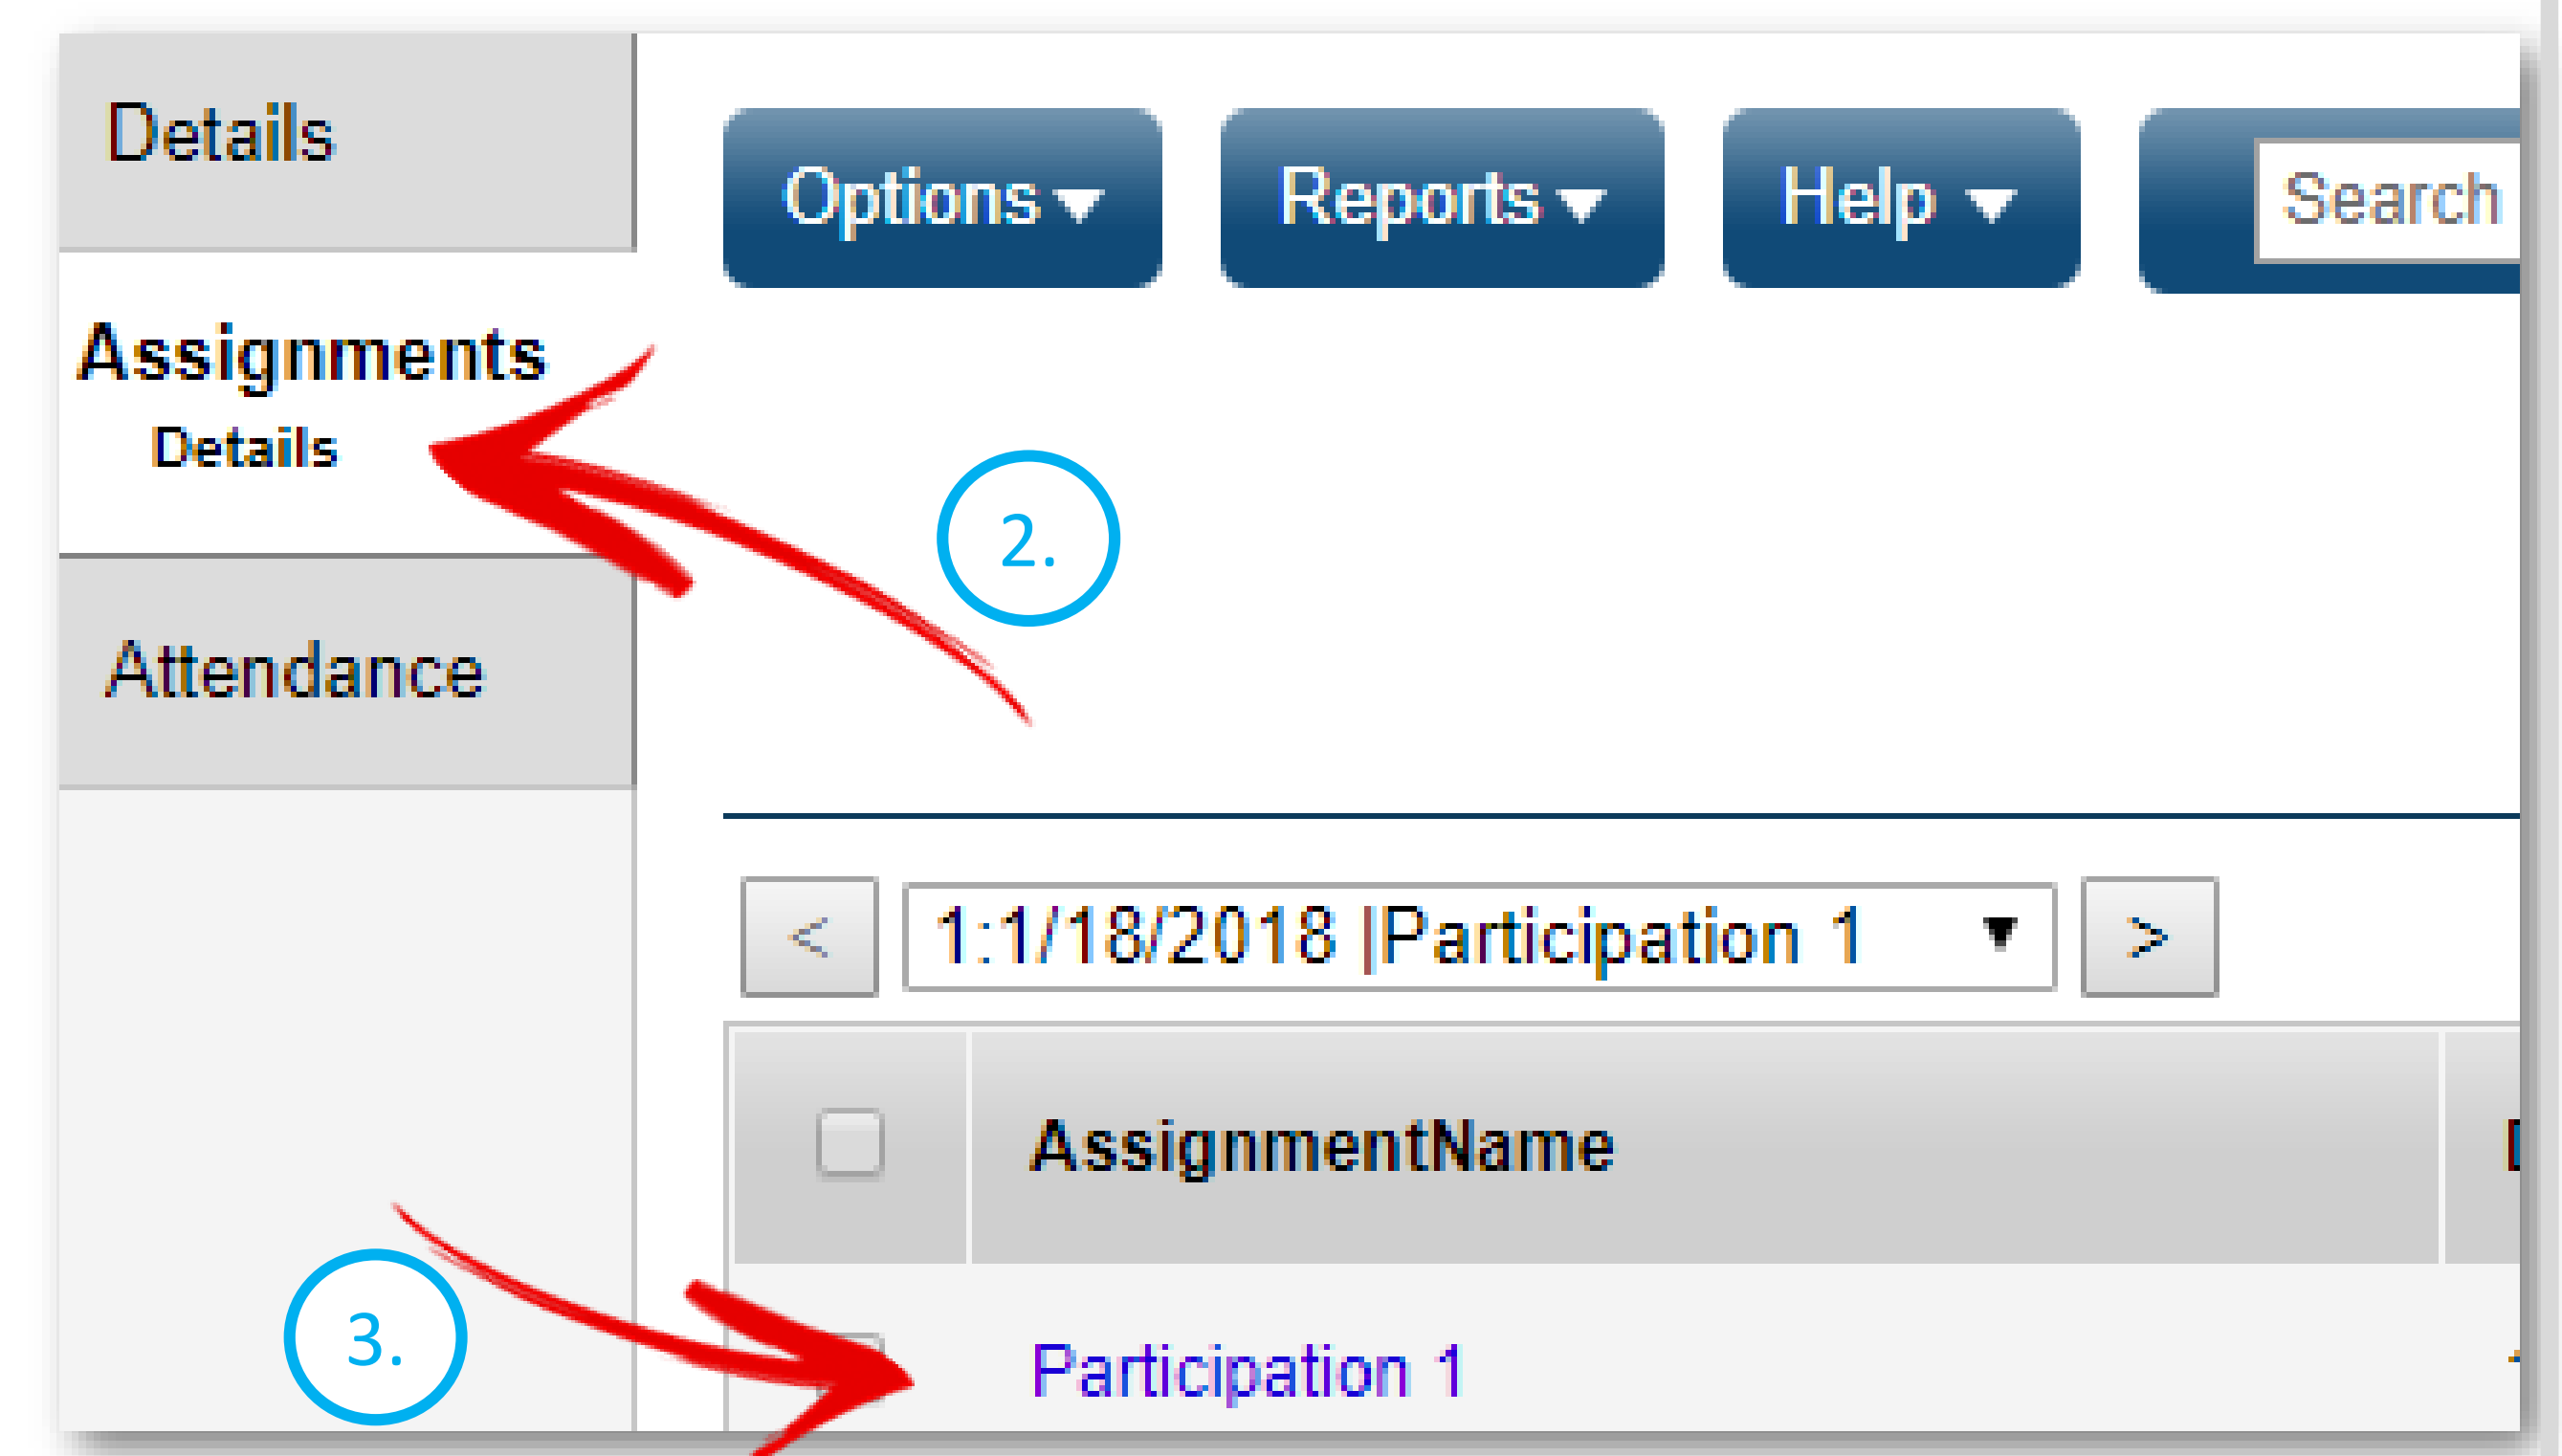 Details
Options Reports Help Search
Assignments
Details
2.
Attendance
< 1:1/18/2018 |Participation 1 >
AssignmentName
3.
Participation 1